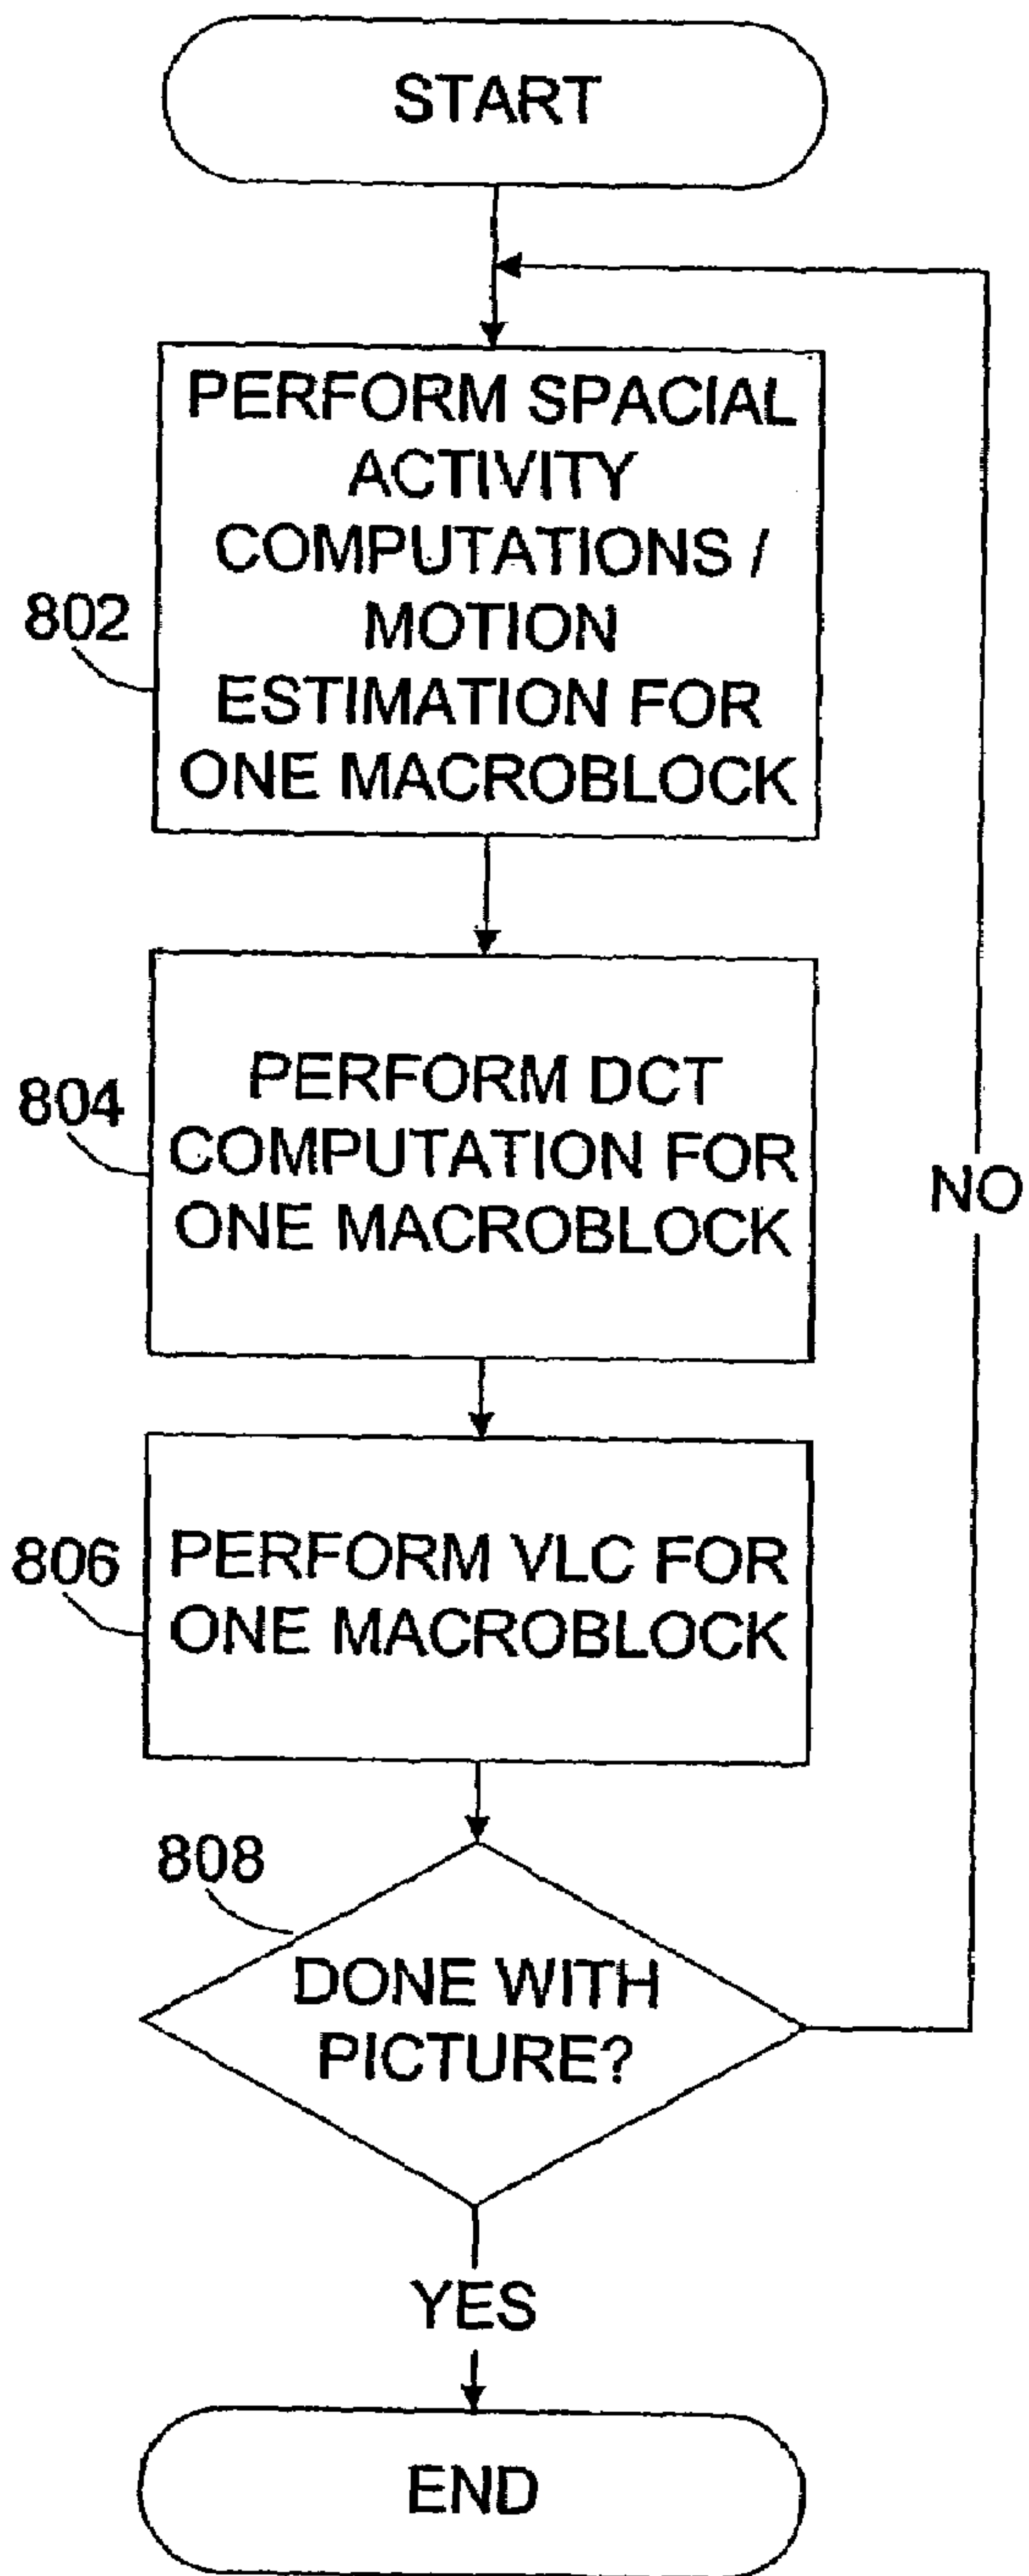 START
PERFORM SPACIAL
ACTIVITY
COMPUTATIONS /
MOTION
ESTIMATION FOR
ONE MACROBLOCK
802
PERFORM DCT
COMPUTATION FOR
ONE MACROBLOCK
804
NO
PERFORM VLC FOR
ONE MACROBLOCK
806
808
DONE WITH
PICTURE?
YES
END